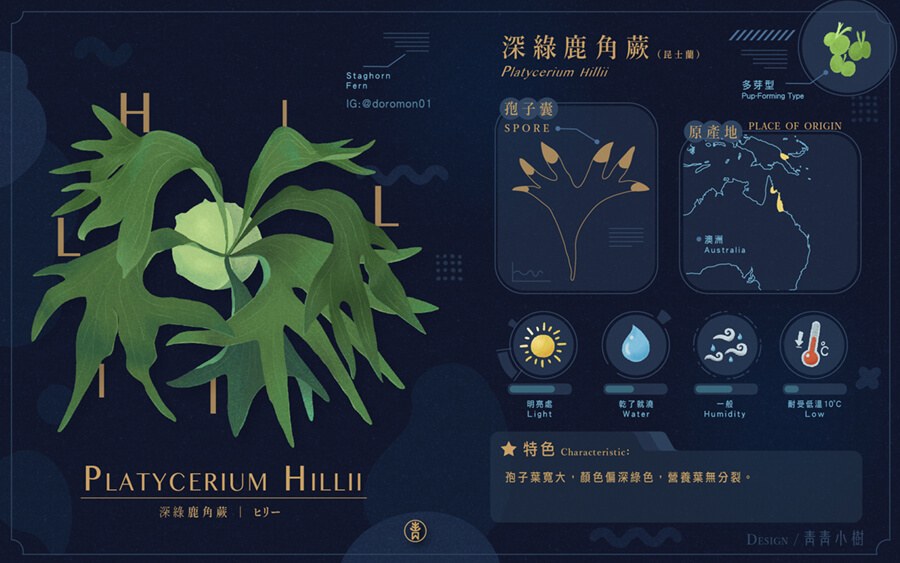 Staghorn
Fern
IG:@doromon01
H
I
L
L
I
I
PLATYCERIUM HILLII
深綠鹿角蕨 | ヒリー
深綠鹿角蕨(昆士蘭)
Platycerium Hillii
多芽型
Pup-Forming Type
孢子囊
SPORE
原產地 PLACE OF ORIGIN
澳洲
Australia
℃
明亮處
Light
乾了就澆
Water
一般
Humidity
耐受低溫10℃
Low
特色 Characteristic:
孢子葉寬大，顏色偏深綠色，營養葉無分裂。
DESIGN / 青青小樹